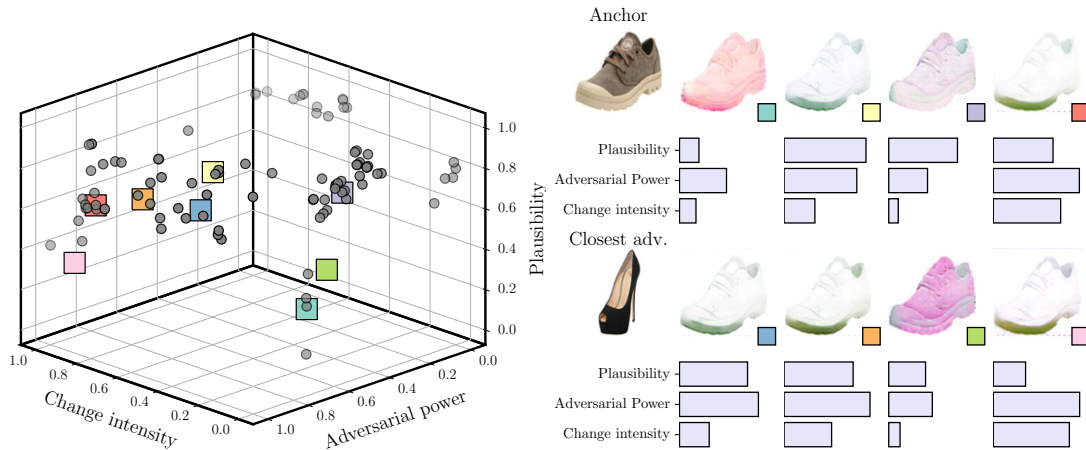 Plausibility
1.0
0.8
0.6
0.4
0.2
0.0
1.0
0.8
0.6
0.4
0.2
0.0
Change intensity
1.0
0.8
0.6
0.4
0.2
0.0
Adversarial power
Anchor
Plausibility
Adversarial Power
Change intensity
Closest adv.
Plausibility
Adversarial Power
Change intensity